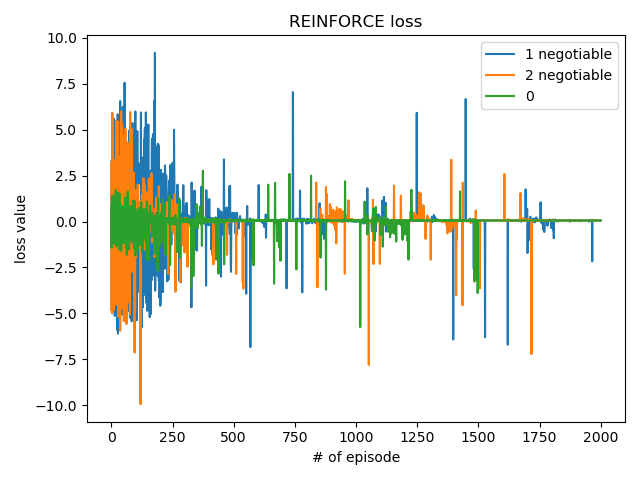 REINFORCE loss
10.0
7.5
5.0
2.5
0.0
−2.5
−5.0
−7.5
−10.0
loss value
1 negotiable
2 negotiable
0
0 250 500 750 1000 1250 1500 1750 2000
# of episode